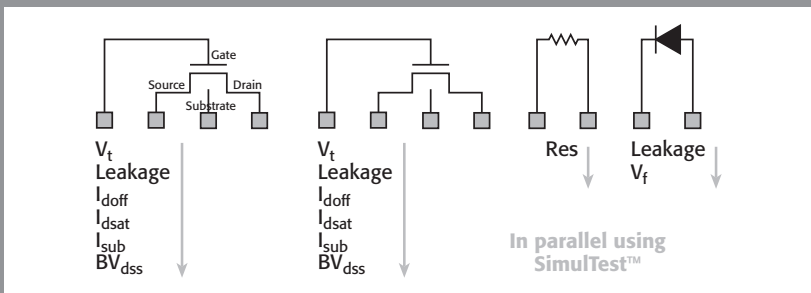 Gate
Source
Drain
Substrate
Vt
Leakage
Idoff
Idsat
Isub
BVdss
Vt
Leakage
Idoff
Idsat
Isub
BVdss
Res
Leakage
Vf
In parallel using
SimulTest™